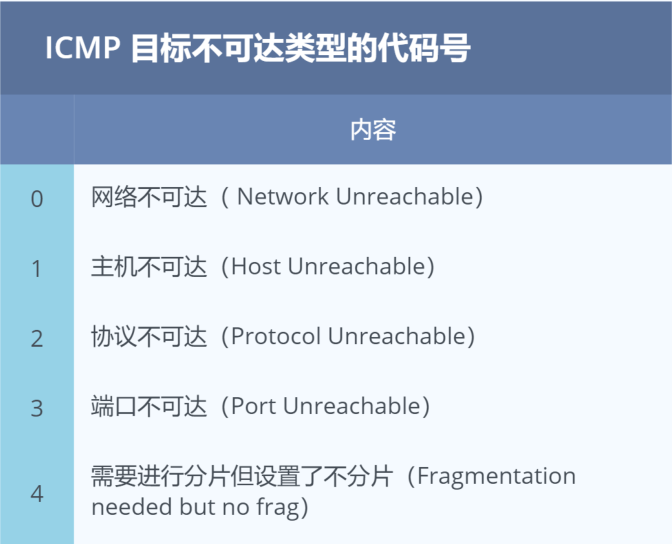 ICMP 目标不可达类型的代码号
内容
0 网络不可达（ Network Unreachable）
1 主机不可达（Host Unreachable）
2 协议不可达（Protocol Unreachable）
3 端口不可达（Port Unreachable）
4 需要进行分片但设置了不分片（Fragmentation
needed but no frag）